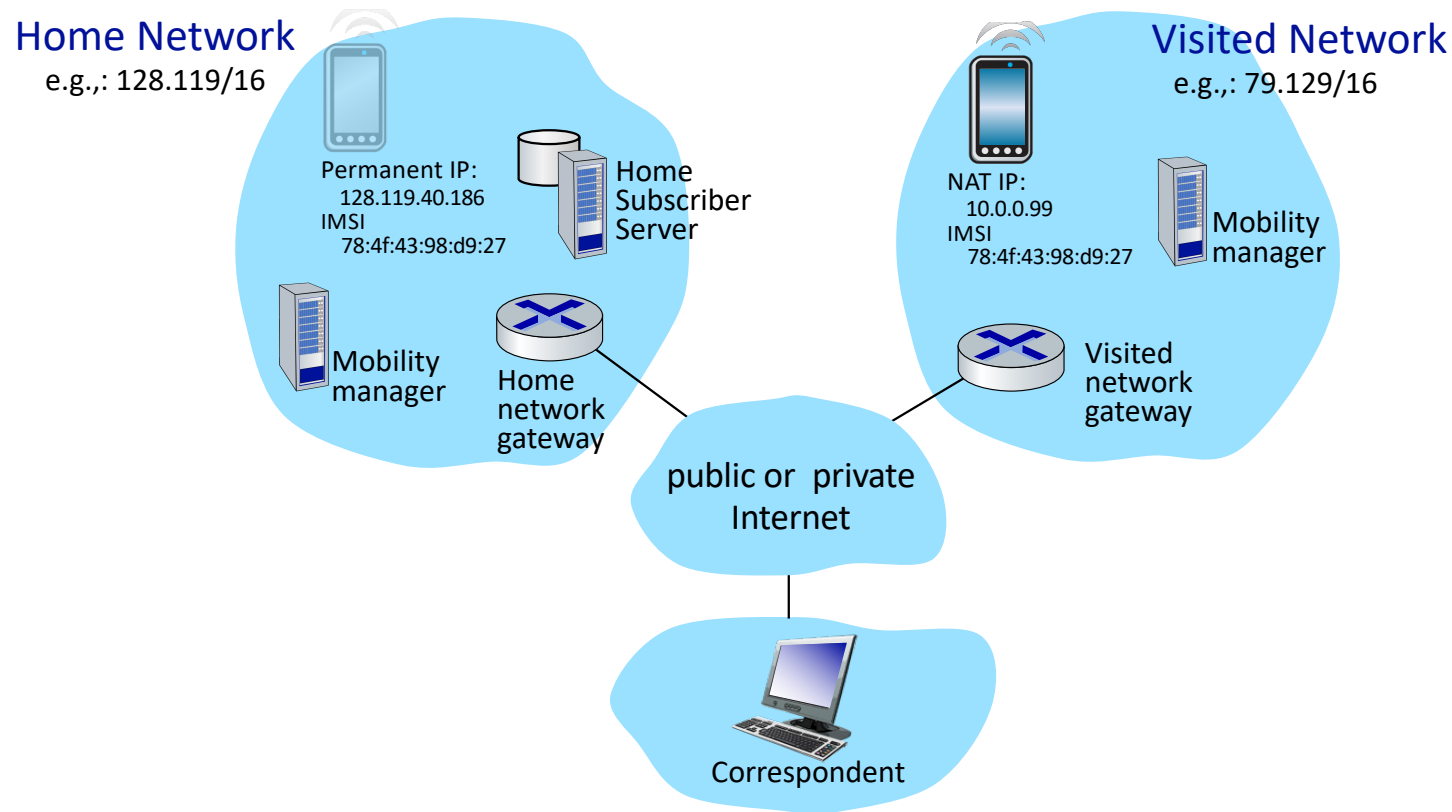 Home Network
e.g.,: 128.119/16
Visited Network
e.g.,: 79.129/16
Permanent IP:
128.119.40.186
IMSI
78:4f:43:98:d9:27
Home
Subscriber
Server
NAT IP:
10.0.0.99
IMSI
78:4f:43:98:d9:27
Mobility
manager
Mobility
manager
Home
network
gateway
Visited
network
gateway
public or  private
Internet
Correspondent